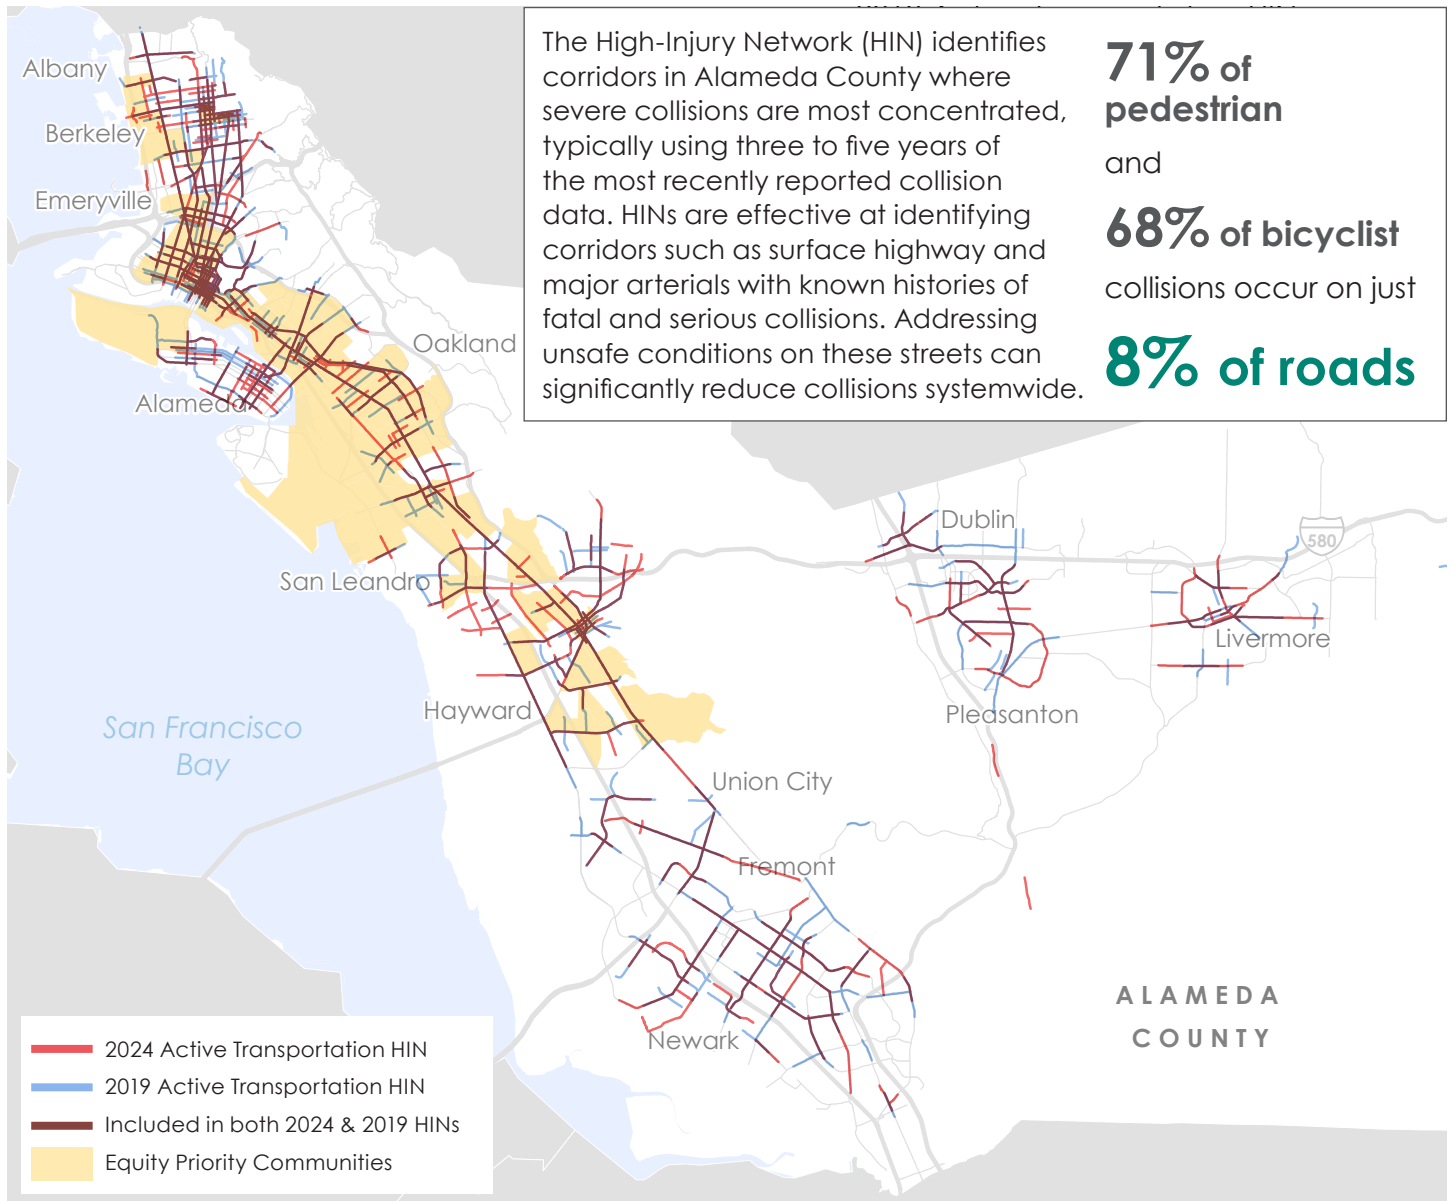 The High-Injury Network (HIN) identifies
corridors in Alameda County where
severe collisions are most concentrated,
typically using three to five years of
the most recently reported collision
data. HINs are effective at identifying
corridors such as surface highway and
major arterials with known histories of
fatal and serious collisions. Addressing
unsafe conditions on these streets can
significantly reduce collisions systemwide.
71% of
pedestrian
and
68% of bicyclist
collisions occur on just
8% of roads
Albany
Berkeley
Emeryville
Oakland
Alameda
Dublin
580
San Leandro
Livermore
Hayward
Pleasanton
San Francisco
Bay
Union City
Fremont
ALAMEDA
COUNTY
Newark
2024 Active Transportation HIN
2019 Active Transportation HIN
Included in both 2024 & 2019 HINs
Equity Priority Communities